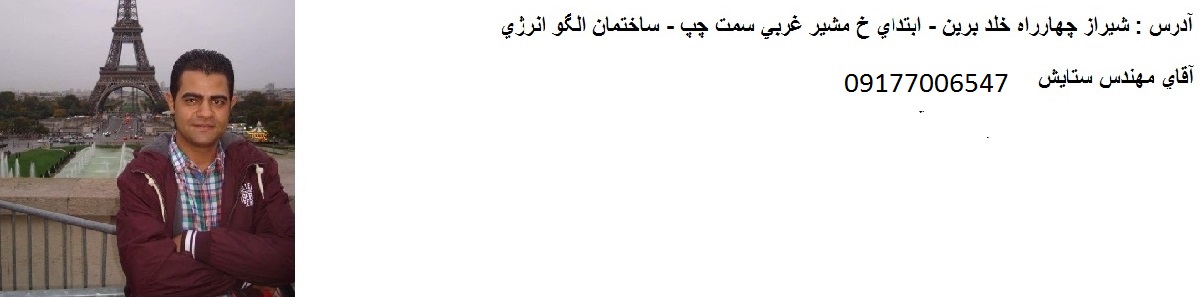 آدرس : شيراز چهارراه خلد برين - ابتداي خ مشير غربي سمت چپ - ساختمان الگو انرژي
آقاي مهندس ستايش 09177006547